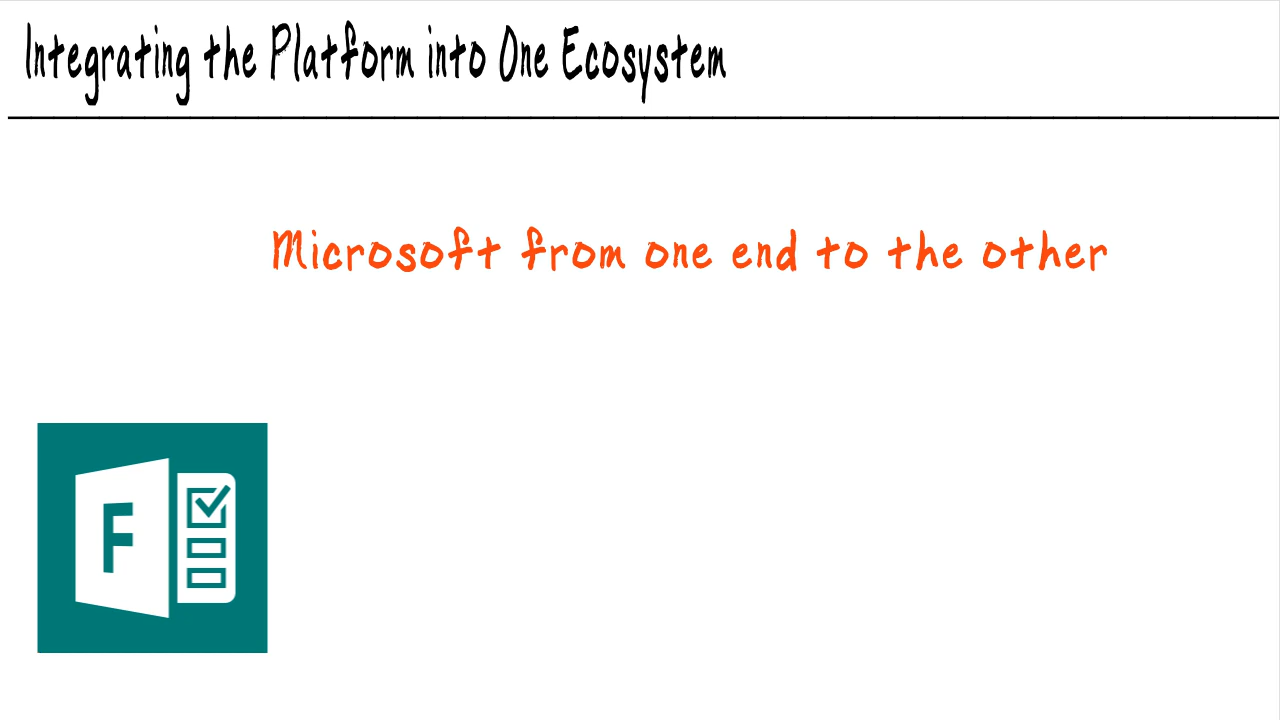 Integrating the Platform into One Ecosystem
Microsoft from one end to the other
F